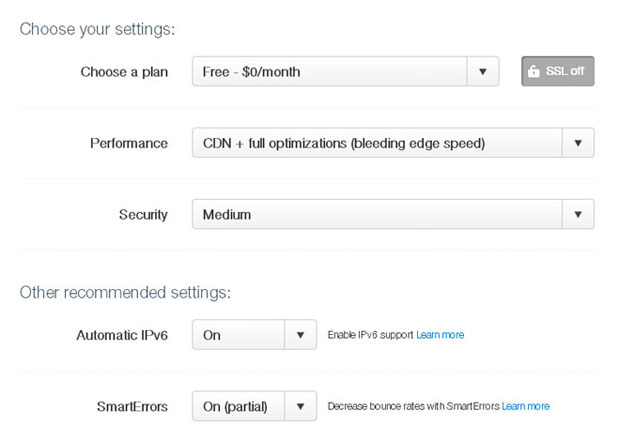 Choose your settings:
Choose a plan Free - $0/month SSL off
Performance CDN + full optimizations (bleeding edge speed)
Security Medium
Other recommended settings:
Automatic IPv6 On Enable IPv6 support Learn more
SmartErrors On (partial) Decrease bounce rates with SmartErrors Learn more